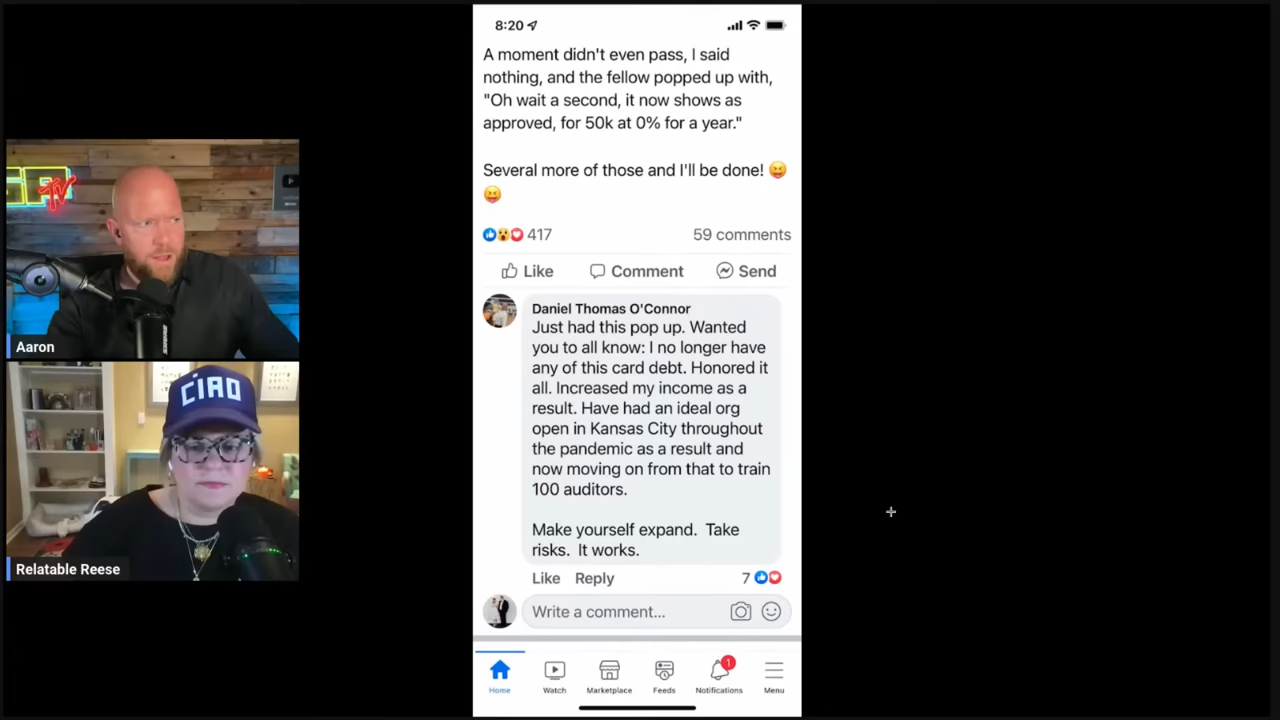 8:20
A moment didn't even pass, I said
nothing, and the fellow popped up with,
"Oh wait a second, it now shows as
approved, for 50k at 0% for a year."
Several more of those and I'll be done! 😝
😝
417
59 comments
Like
Comment
Send
Daniel Thomas O'Connor
Just had this pop up. Wanted
you to all know: I no longer have
any of this card debt. Honored it
all. Increased my income as a
result. Have had an ideal org
open in Kansas City throughout
the pandemic as a result and
now moving on from that to train
100 auditors.
Make yourself expand.  Take
risks.  It works.
Like
Reply
7
Write a comment...
Home
Watch
Marketplace
Feeds
1
Notifications
Menu
TV
Aaron
CIAO
Relatable Reese